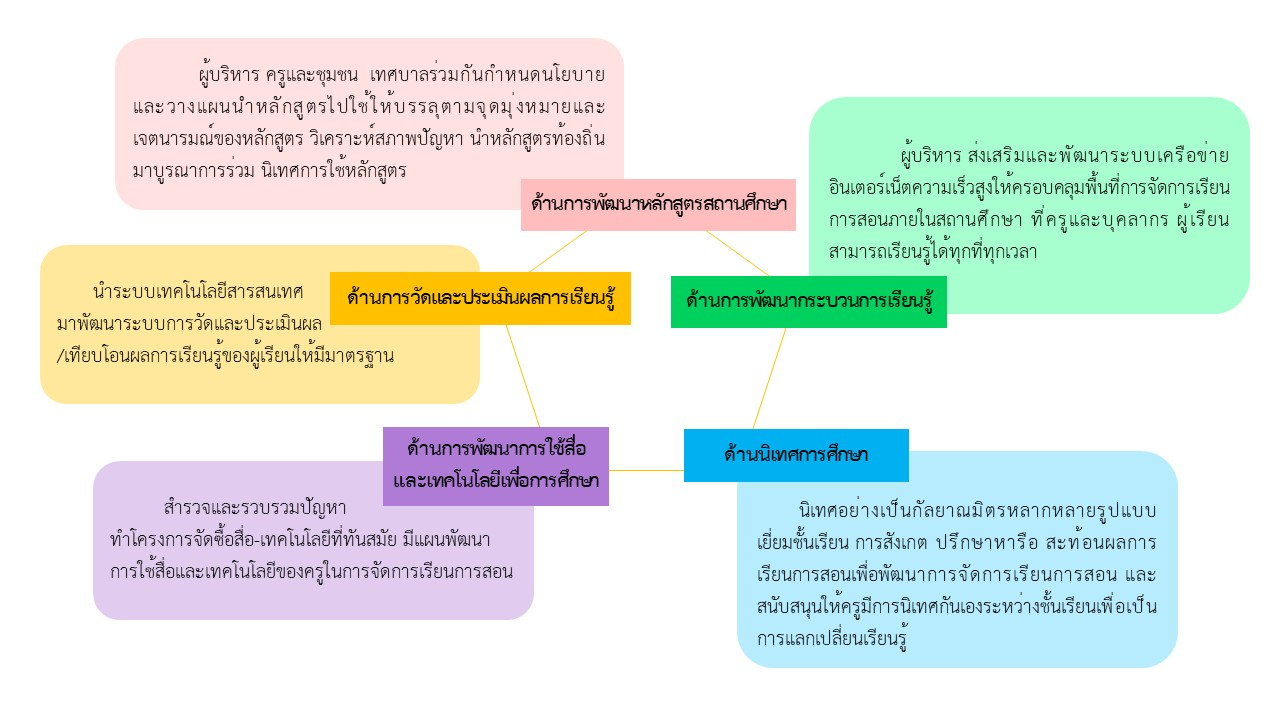 ผู้บริหาร ครูและชุมชน เทศบาลร่วมกันกำหนดนโยบาย
และวางแผนนำหลักสูตรไปใช้ให้บรรลุตามจุดมุ่งหมายและ
เจตนารมณ์ของหลักสูตร วิเคราะห์สภาพปัญหา นำหลักสูตรท้องถิ่น
มาบูรณาการร่วม นิเทศการใช้หลักสูตร
ด้านการพัฒนาหลักสูตรสถานศึกษา
ผู้บริหาร ส่งเสริมและพัฒนาระบบเครือข่าย
อินเตอร์เน็ตความเร็วสูงให้ครอบคลุมพื้นที่การจัดการเรียน
การสอนภายในสถานศึกษา ที่ครูและบุคลากร ผู้เรียน
สามารถเรียนรู้ได้ทุกที่ทุกเวลา
ด้านการพัฒนากระบวนการเรียนรู้
ด้านการวัดและประเมินผลการเรียนรู้
นำระบบเทคโนโลยีสารสนเทศ
มาพัฒนาระบบการวัดและประเมินผล
/เทียบโอนผลการเรียนรู้ของผู้เรียนให้มีมาตรฐาน
ด้านการพัฒนาการใช้สื่อ
และเทคโนโลยีเพื่อการศึกษา
สำรวจและรวบรวมปัญหา
ทำโครงการจัดซื้อสื่อ-เทคโนโลยีที่ทันสมัย มีแผนพัฒนา
การใช้สื่อและเทคโนโลยีของครูในการจัดการเรียนการสอน
ด้านนิเทศการศึกษา
นิเทศอย่างเป็นกัลยาณมิตรหลากหลายรูปแบบ
เยี่ยมชั้นเรียน การสังเกต ปรึกษาหารือ สะท้อนผลการ
เรียนการสอนเพื่อพัฒนาการจัดการเรียนการสอน และ
สนับสนุนให้ครูมีการนิเทศกันเองระหว่างชั้นเรียนเพื่อเป็น
การแลกเปลี่ยนเรียนรู้